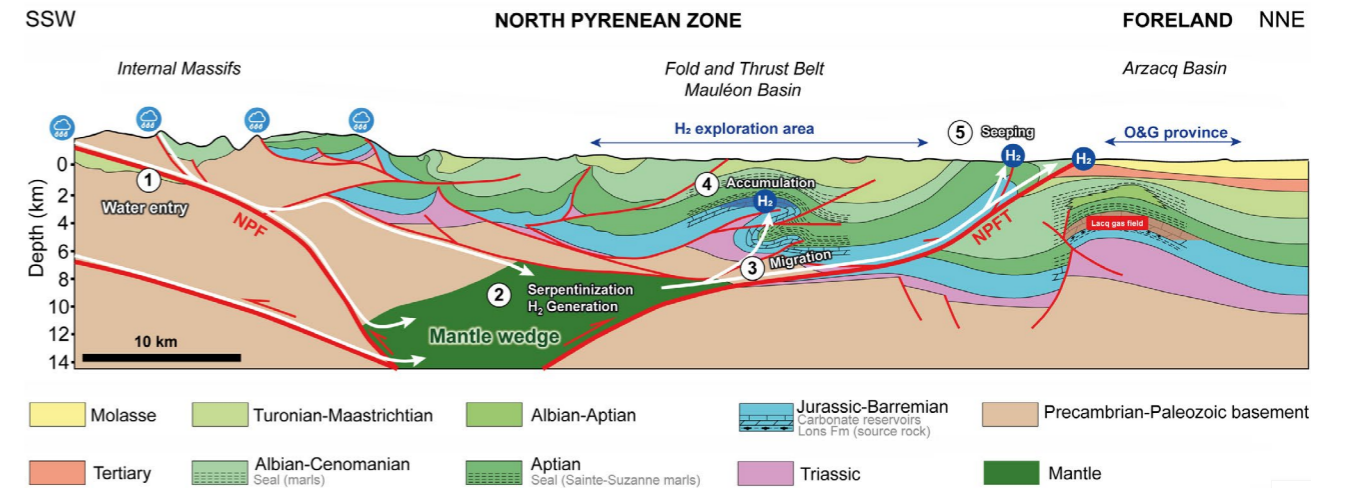 SSW
NORTH PYRENEAN ZONE
FORELAND NNE
Internal Massifs
Fold and Thrust Belt
Mauléon Basin
Arzacq Basin
H₂ exploration area
5 Seeping
O&G province
H₂
H₂
Depth (km)
0
2
4
6
8
10
12
14
1
Water entry
NPF
4 Accumulation
H₂
Lacq gas field
NPFT
3 Migration
2 Serpentinization
H₂ Generation
Mantle wedge
10 km
Molasse
Turonian-Maastrichtian
Albian-Aptian
Jurassic-Barremian
Carbonate reservoirs
Lons Fm (source rock)
Precambrian-Paleozoic basement
Tertiary
Albian-Cenomanian
Seal (marls)
Aptian
Seal (Sainte-Suzanne marls)
Triassic
Mantle